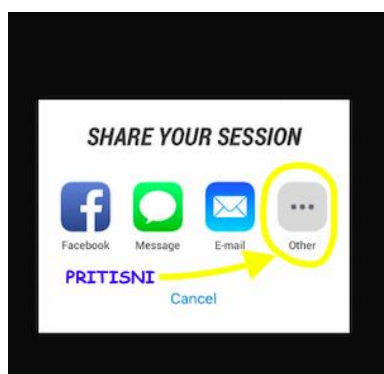 SHARE YOUR SESSION
Facebook Message E-mail Other
PRITISNI
Cancel